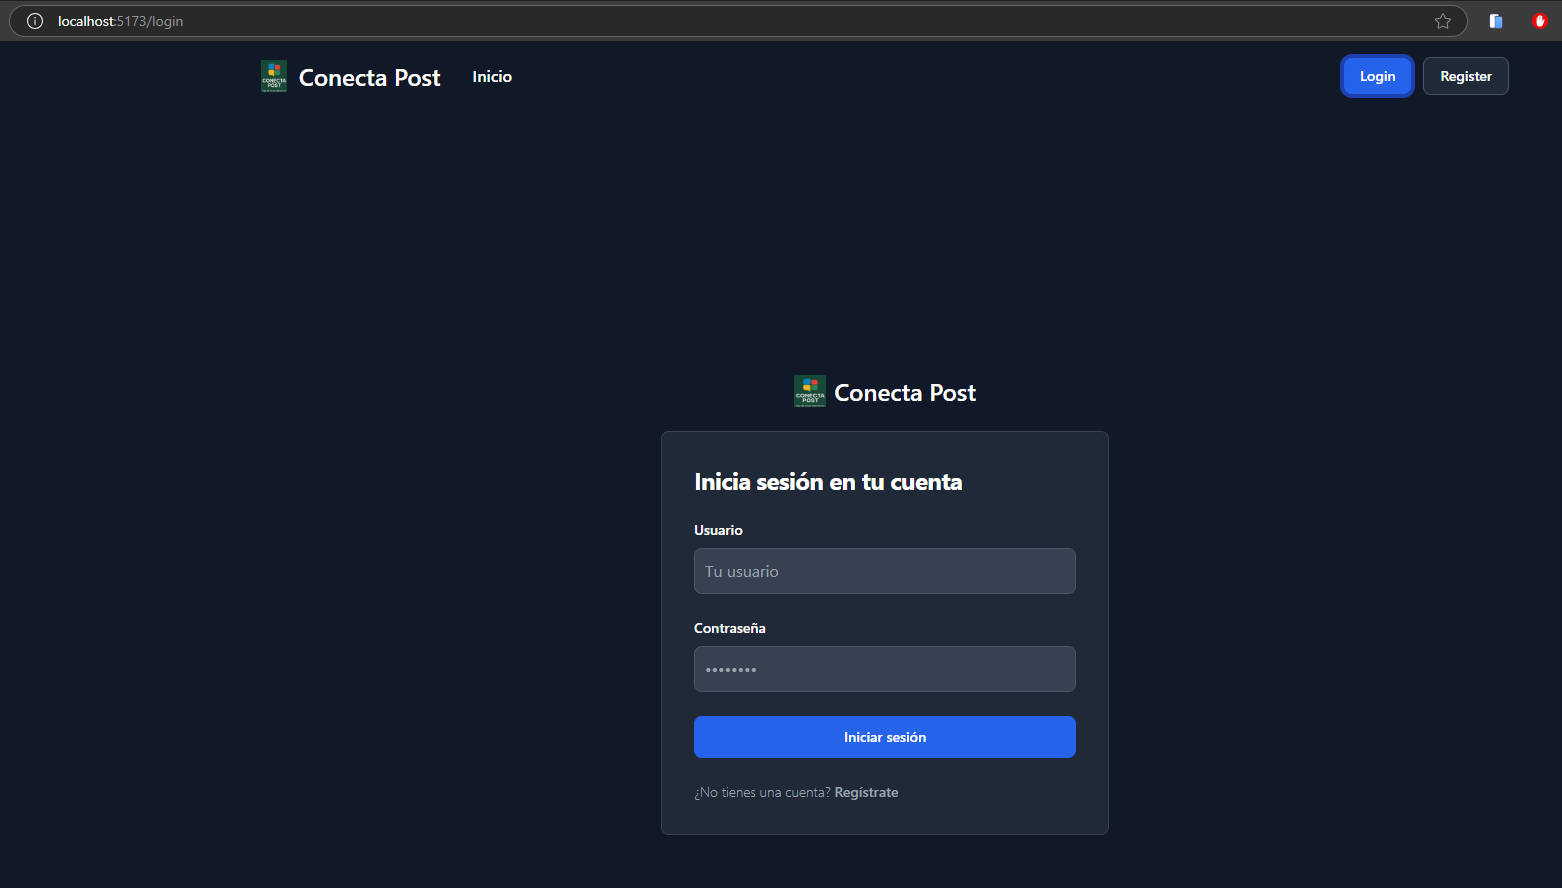 localhost:5173/login
CONECTA
POST
Conecta Post
Inicio
Login
Register
CONECTA
POST
Conecta Post
Inicia sesión en tu cuenta
Usuario
Tu usuario
Contraseña
••••••••
Iniciar sesión
¿No tienes una cuenta? Regístrate